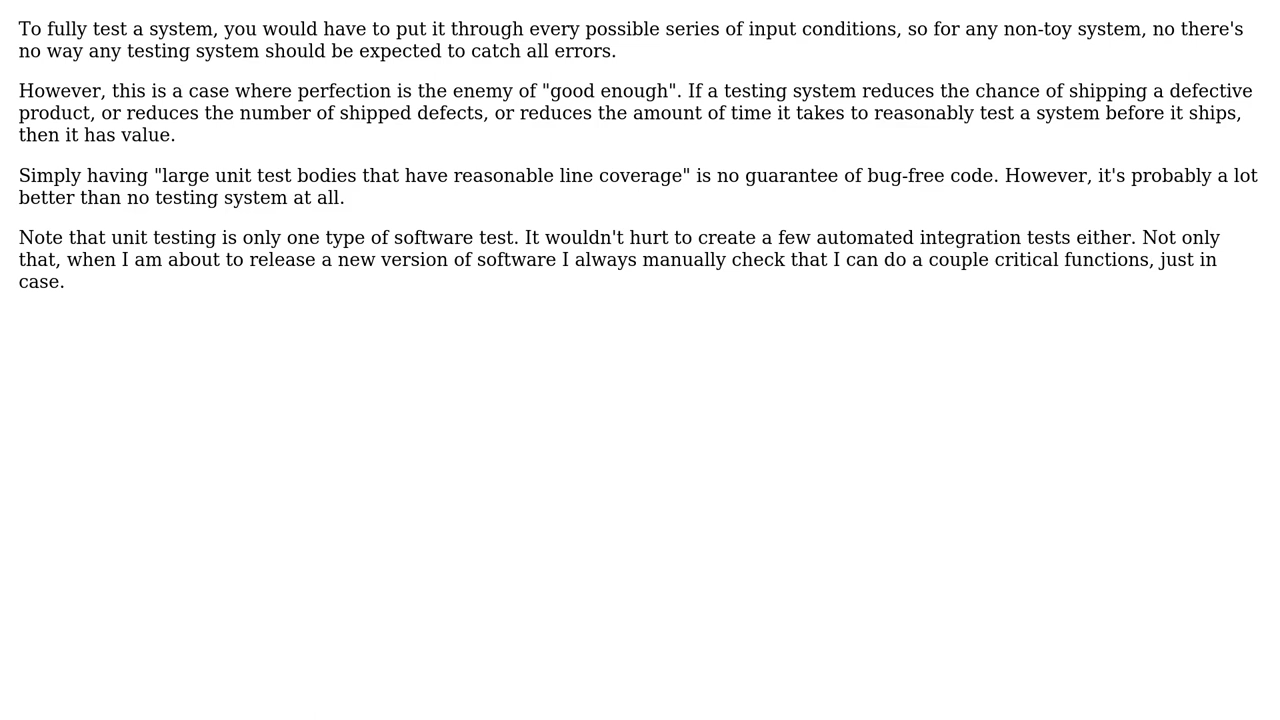 To fully test a system, you would have to put it through every possible series of input conditions, so for any non-toy system, no there's
no way any testing system should be expected to catch all errors.
However, this is a case where perfection is the enemy of "good enough". If a testing system reduces the chance of shipping a defective
product, or reduces the number of shipped defects, or reduces the amount of time it takes to reasonably test a system before it ships,
then it has value.
Simply having "large unit test bodies that have reasonable line coverage" is no guarantee of bug-free code. However, it's probably a lot
better than no testing system at all.
Note that unit testing is only one type of software test. It wouldn't hurt to create a few automated integration tests either. Not only
that, when I am about to release a new version of software I always manually check that I can do a couple critical functions, just in
case.